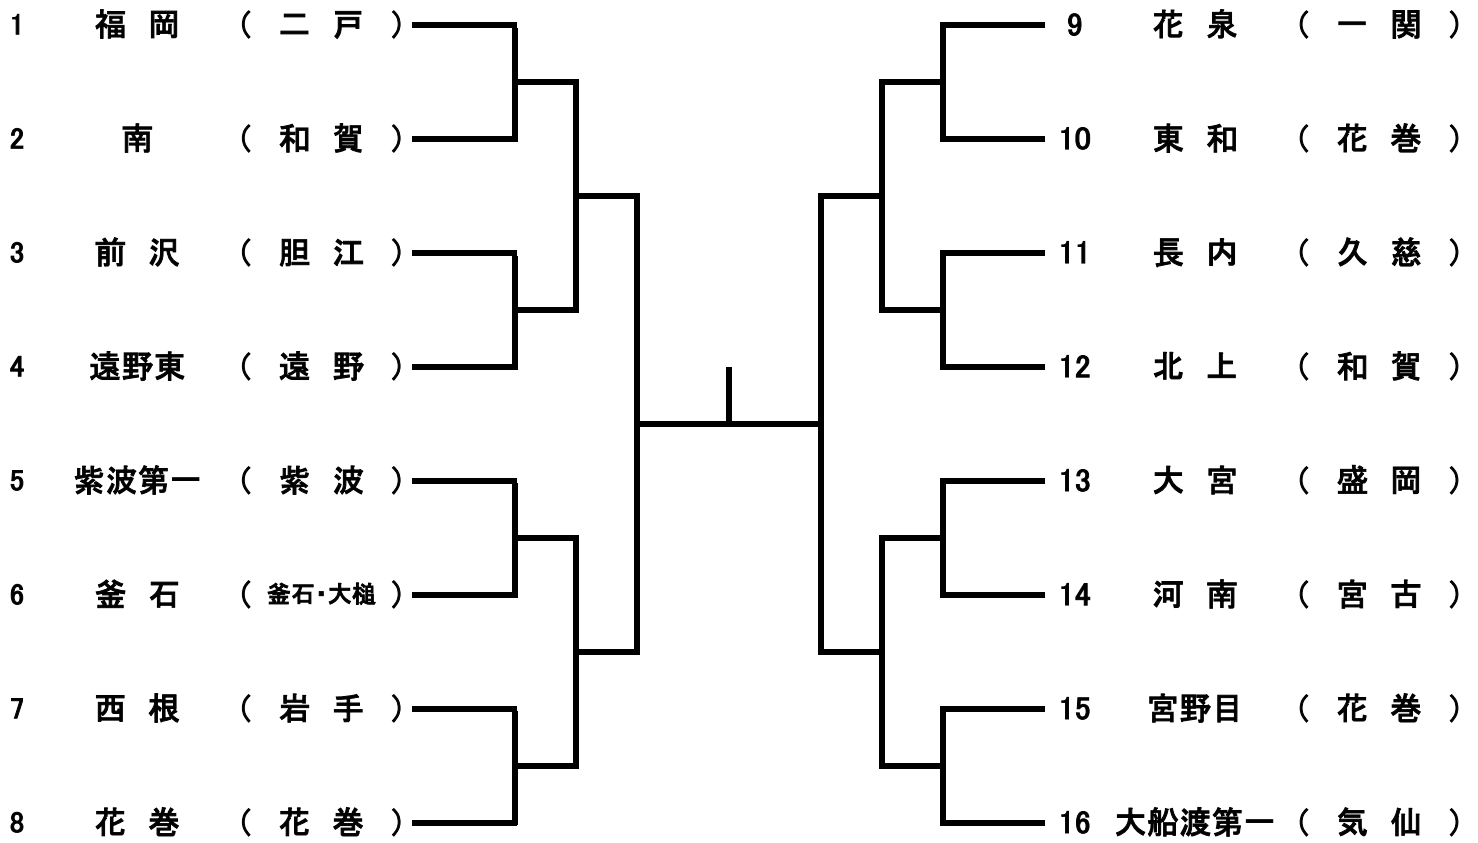 1 福岡 (二戸)
2 南 (和賀)
3 前沢 (胆江)
4 遠野東 (遠野)
5 紫波第一 (紫波)
6 釜石 (釜石・大槌)
7 西根 (岩手)
8 花巻 (花巻)
9 花泉 (一関)
10 東和 (花巻)
11 長内 (久慈)
12 北上 (和賀)
13 大宮 (盛岡)
14 河南 (宮古)
15 宮野目 (花巻)
16 大船渡第一 (気仙)